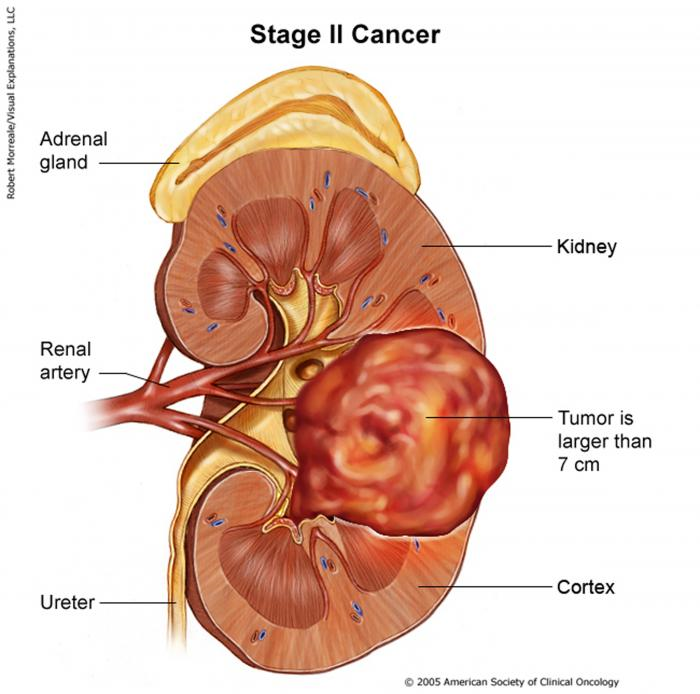 Stage II Cancer
Robert Morreale/Visual Explanations, LLC
Adrenal
gland
Kidney
Renal
artery
Tumor is
larger than
7 cm
Ureter
Cortex
© 2005 American Society of Clinical Oncology